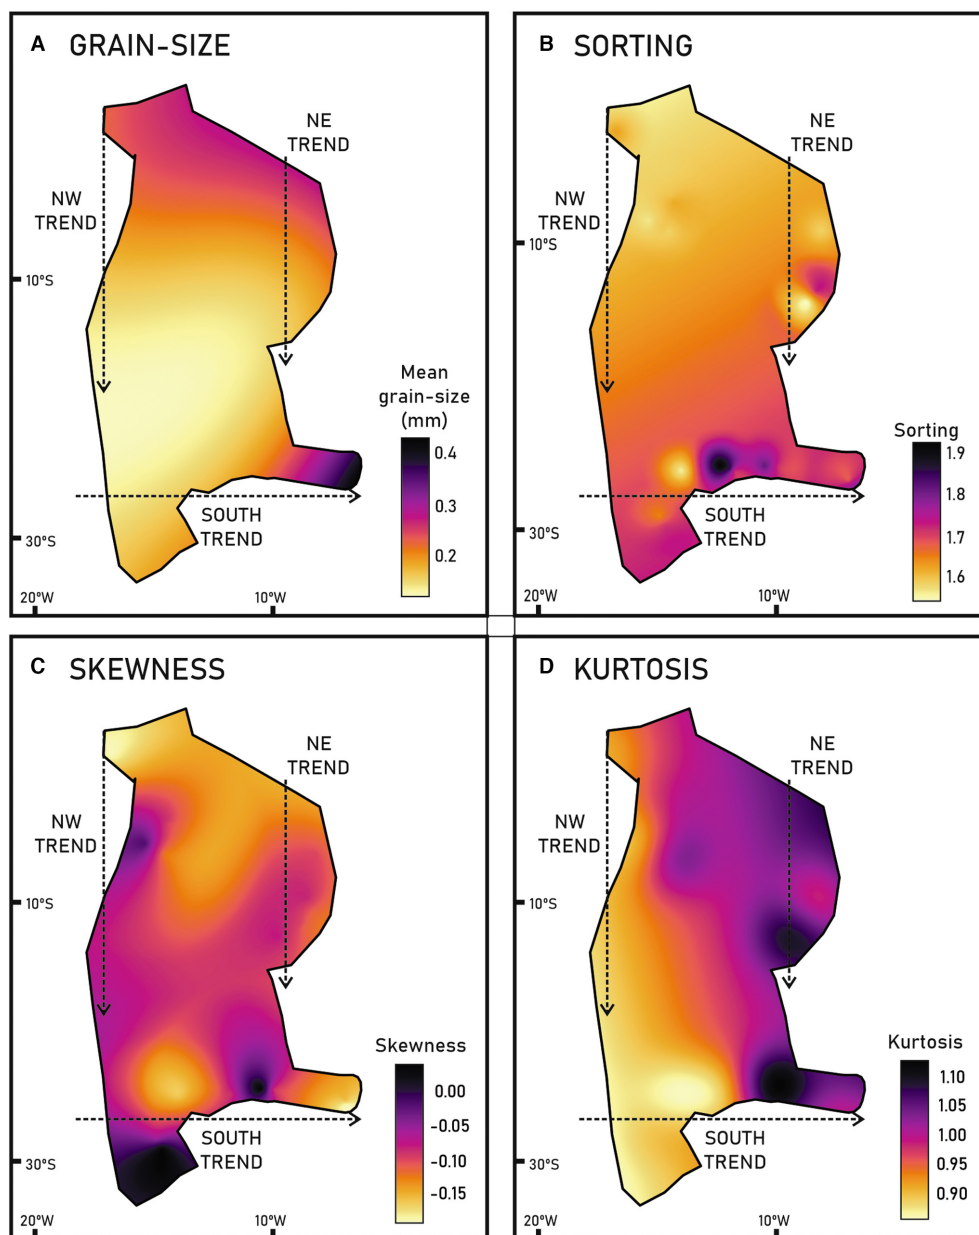 A GRAIN-SIZE
NE
TREND
NW
TREND
10°S
Mean
grain-size
(mm)
0.4
0.3
0.2
SOUTH
TREND
30°S
20°W
10°W
B SORTING
NE
TREND
NW
TREND
10°S
Sorting
1.9
1.8
1.7
1.6
SOUTH
TREND
30°S
20°W
10°W
C SKEWNESS
NE
TREND
NW
TREND
10°S
Skewness
0.00
-0.05
-0.10
-0.15
SOUTH
TREND
30°S
20°W
10°W
D KURTOSIS
NE
TREND
NW
TREND
10°S
Kurtosis
1.10
1.05
1.00
0.95
0.90
SOUTH
TREND
30°S
20°W
10°W